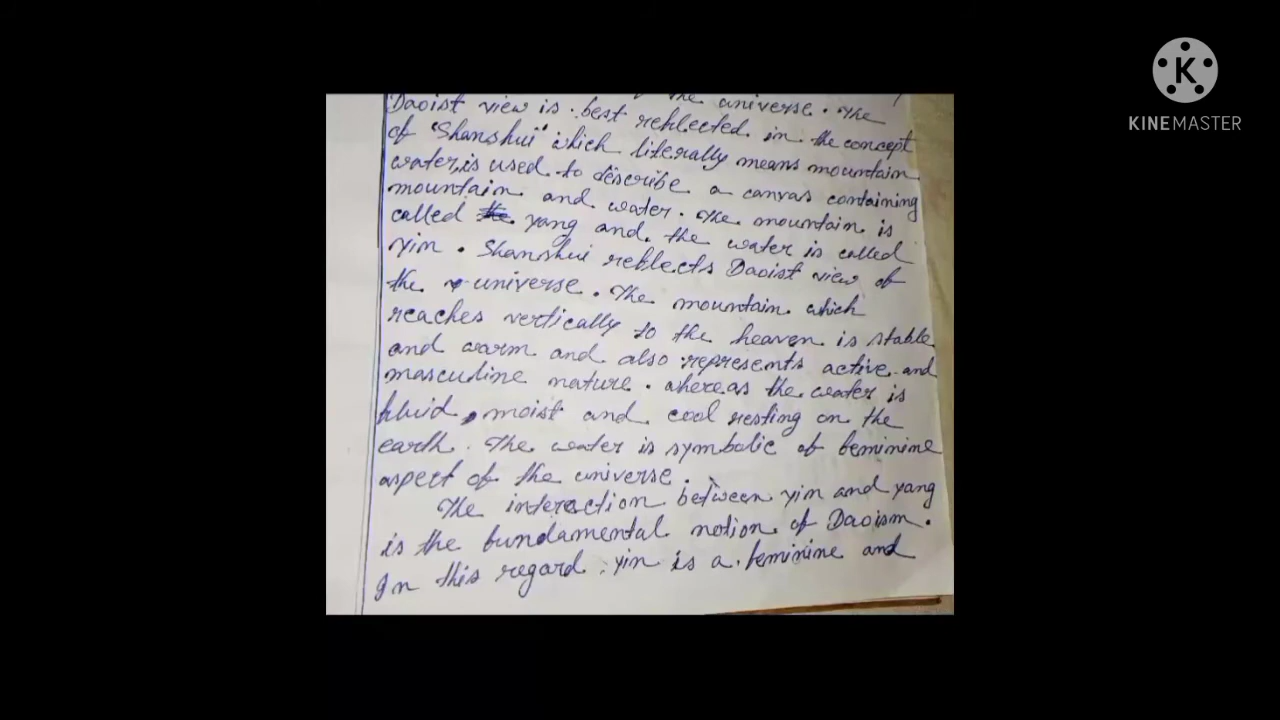 the universe. The
Daoist view is best reflected in the concept
of "Shanshui" which literally means mountain
water, is used to describe a canvas containing
mountain and water. The mountain is
called yang and the water is called
yin. Shanshui reflects Daoist view of
the universe. The mountain which
reaches vertically to the heaven is stable
and warm and also represents active and
masculine nature. whereas the water is
fluid, moist and cool resting on the
earth. The water is symbolic of feminine
aspect of the universe.
The interaction between yin and yang
is the fundamental notion of Daoism.
In this regard. yin is a feminine and
K
KINEMASTER